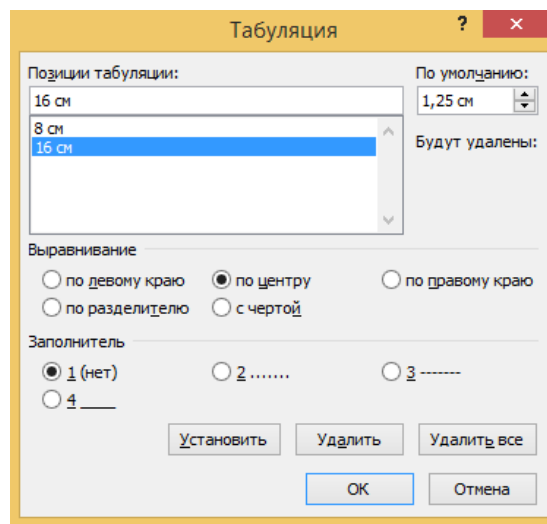 Табуляция ? ×
Позиции табуляции: По умолчанию:
16 см 1,25 см
8 см
16 см Будут удалены:
Выравнивание
по левому краю по центру по правому краю
по разделителю с чертой
Заполнитель
1 (нет) 2 ....... 3 -------
4 ____
Установить Удалить Удалить все
ОК Отмена